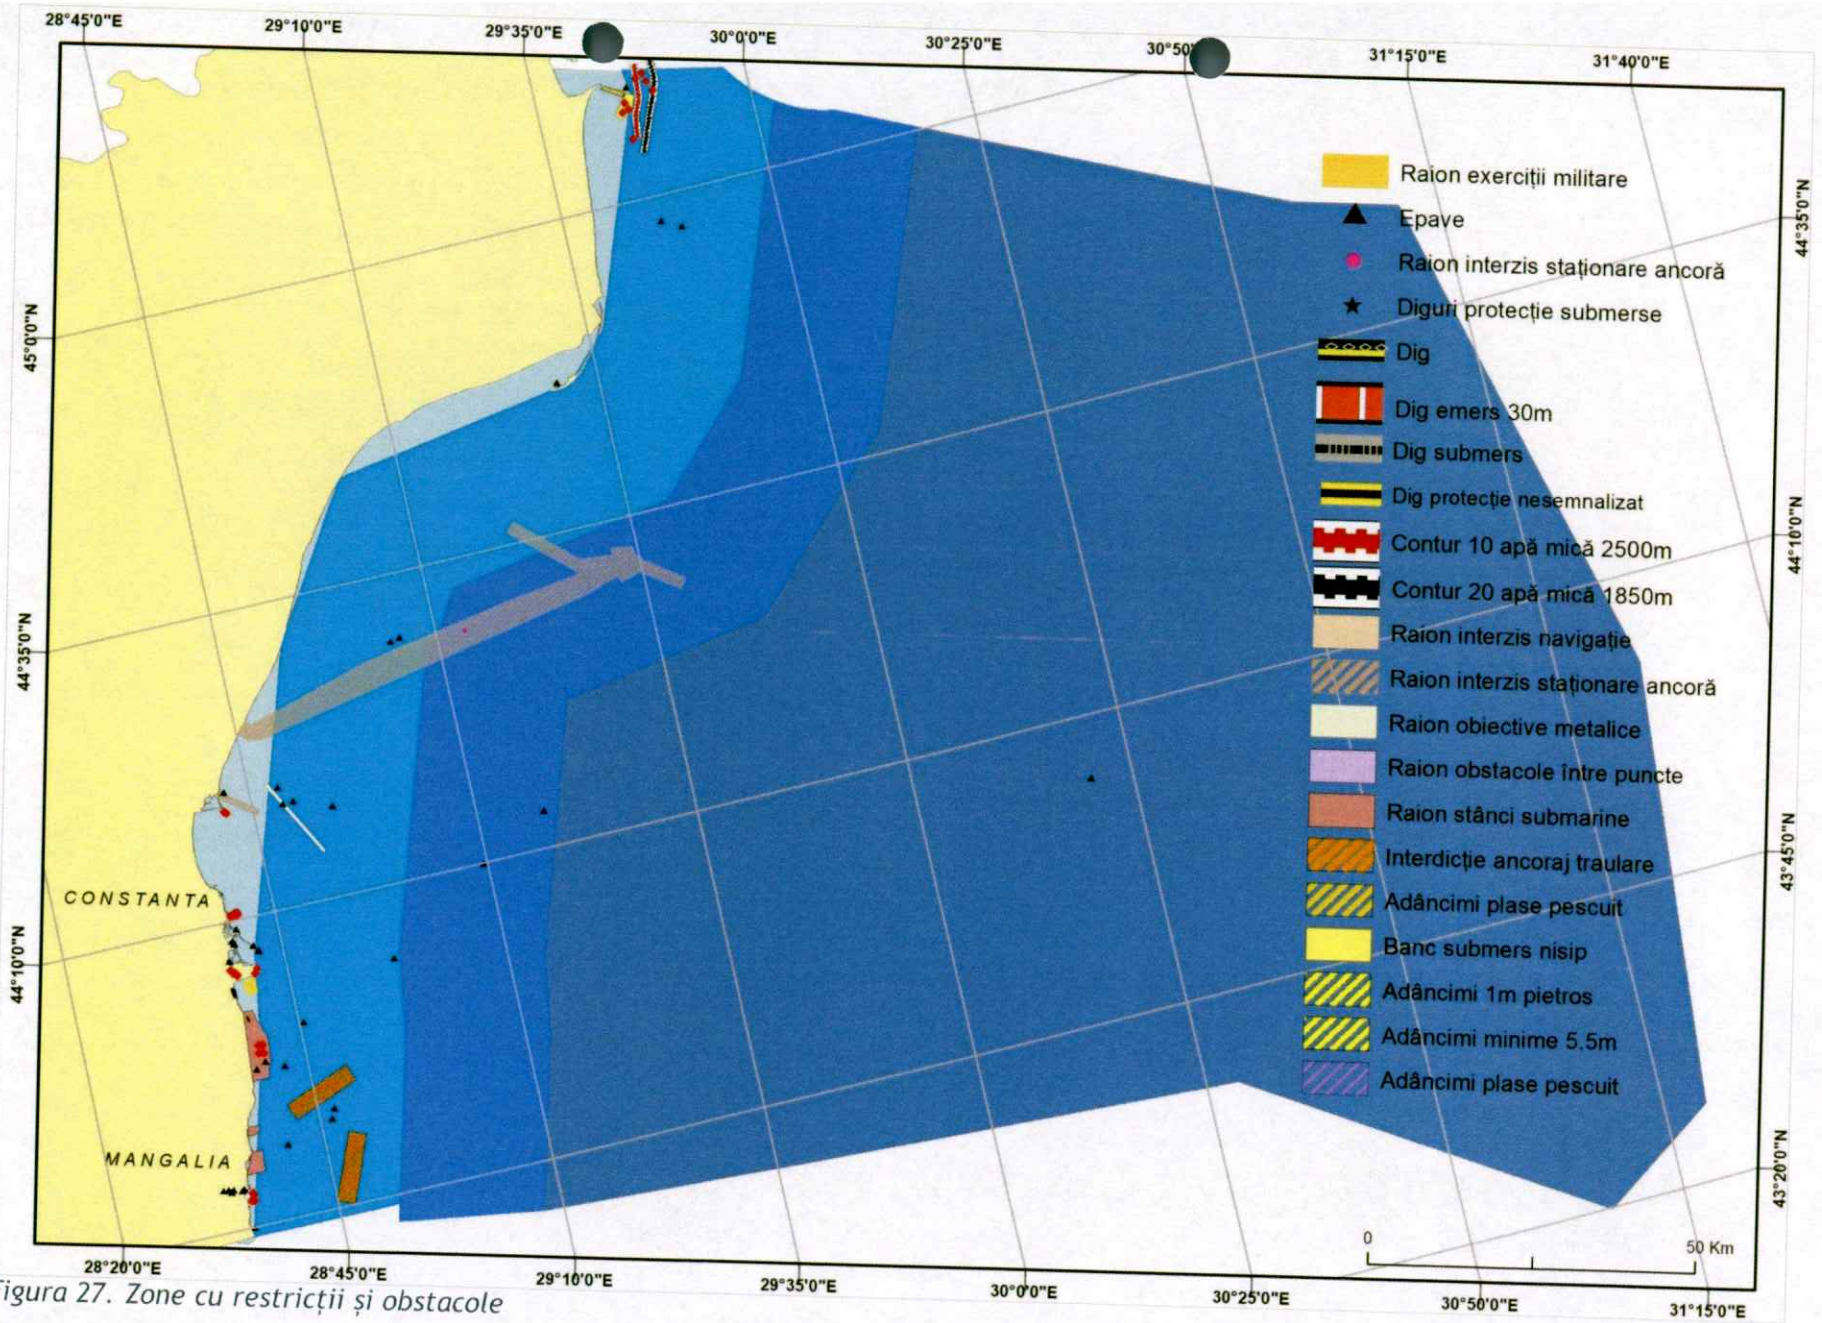 28°45'0"E
29°10'0"E
29°35'0"E
30°0'0"E
30°25'0"E
30°50'
31°15'0"E
31°40'0"E
45°0'0"N
44°35'0"N
44°10'0"N
44°35'0"N
44°10'0"N
43°45'0"N
43°20'0"N
CONSTANTA
MANGALIA
Raion exerciții militare
Epave
Raion interzis staționare ancoră
Diguri protecție submerse
Dig
Dig emers 30m
Dig submers
Dig protecție nesemnalizat
Contur 10 apă mică 2500m
Contur 20 apă mică 1850m
Raion interzis navigație
Raion interzis staționare ancoră
Raion obiective metalice
Raion obstacole între puncte
Raion stânci submarine
Interdicție ancoraj traulare
Adâncimi plase pescuit
Banc submers nisip
Adâncimi 1m pietros
Adâncimi minime 5.5m
Adâncimi plase pescuit
0 50 Km
28°20'0"E
28°45'0"E
29°10'0"E
29°35'0"E
30°0'0"E
30°25'0"E
30°50'0"E
31°15'0"E
Figura 27. Zone cu restricții și obstacole